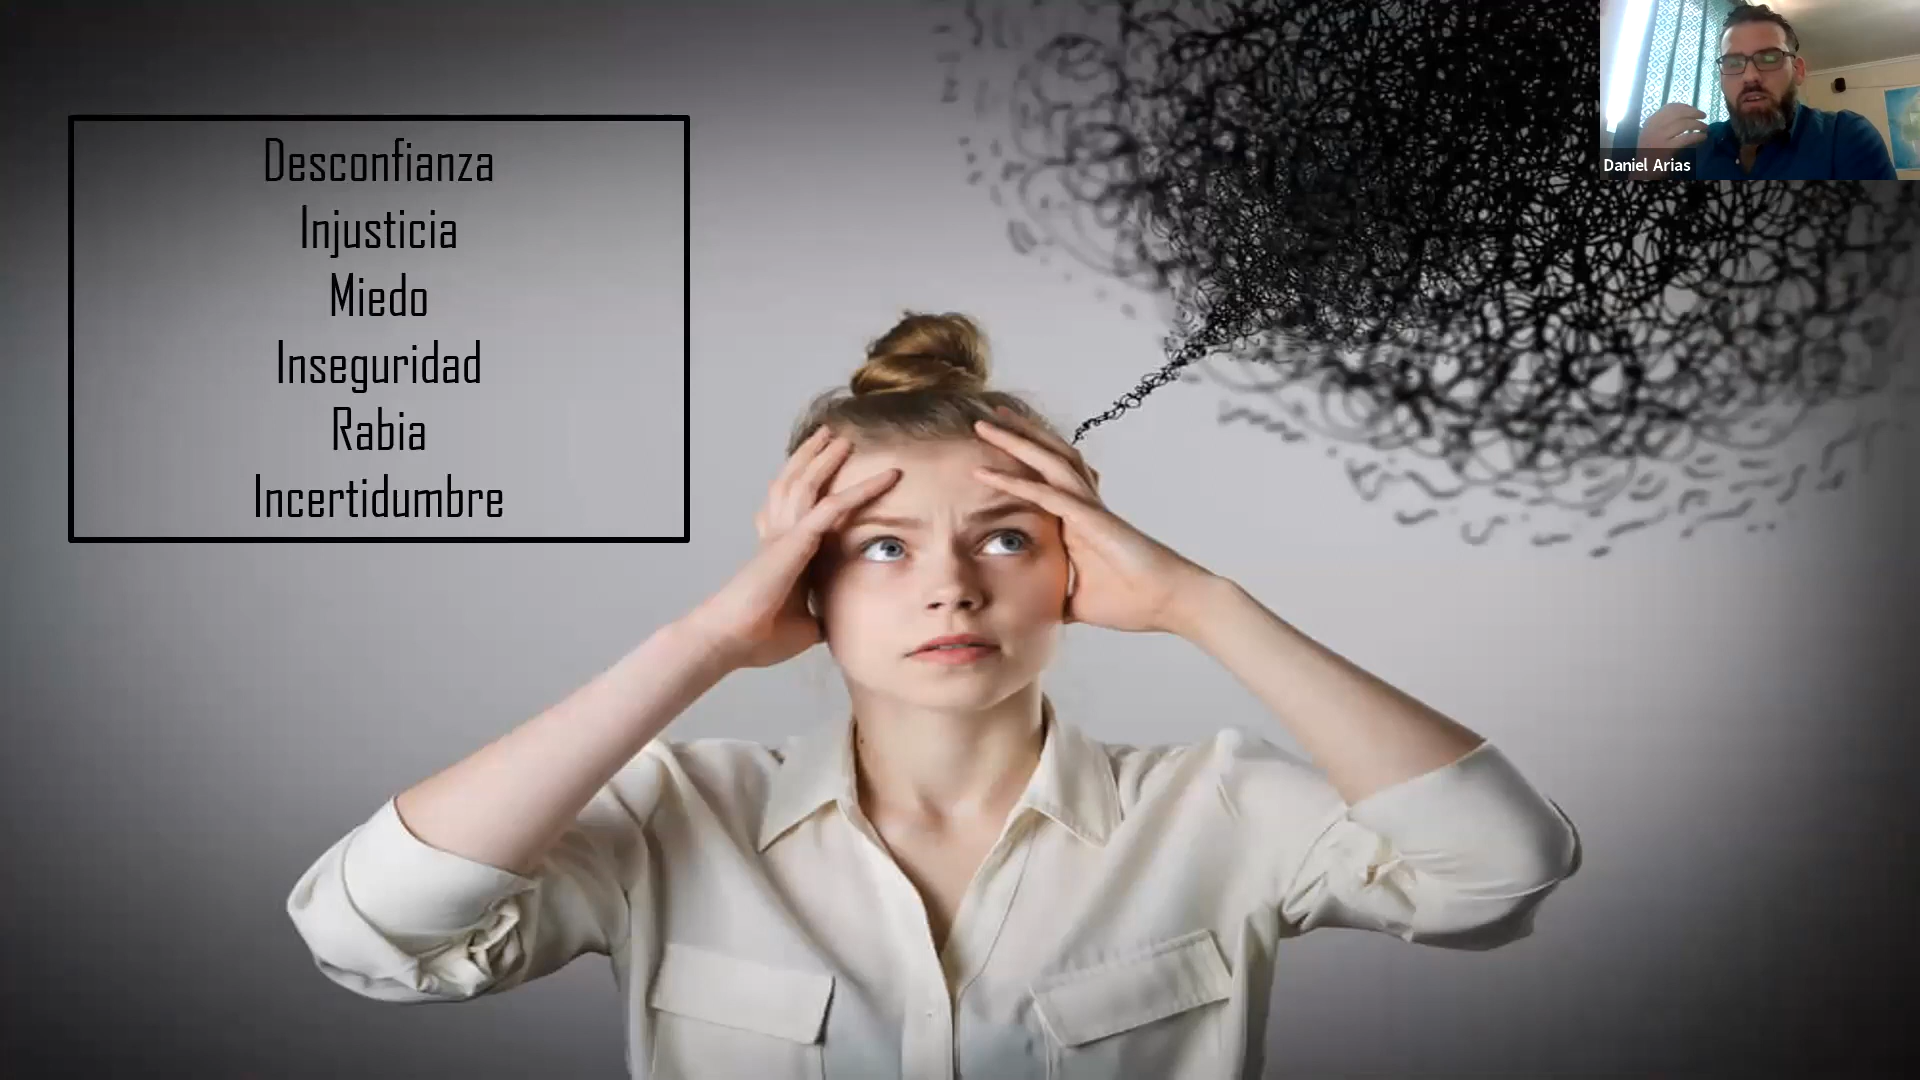 Desconfianza
Injusticia
Miedo
Inseguridad
Rabia
Incertidumbre
Daniel Arias